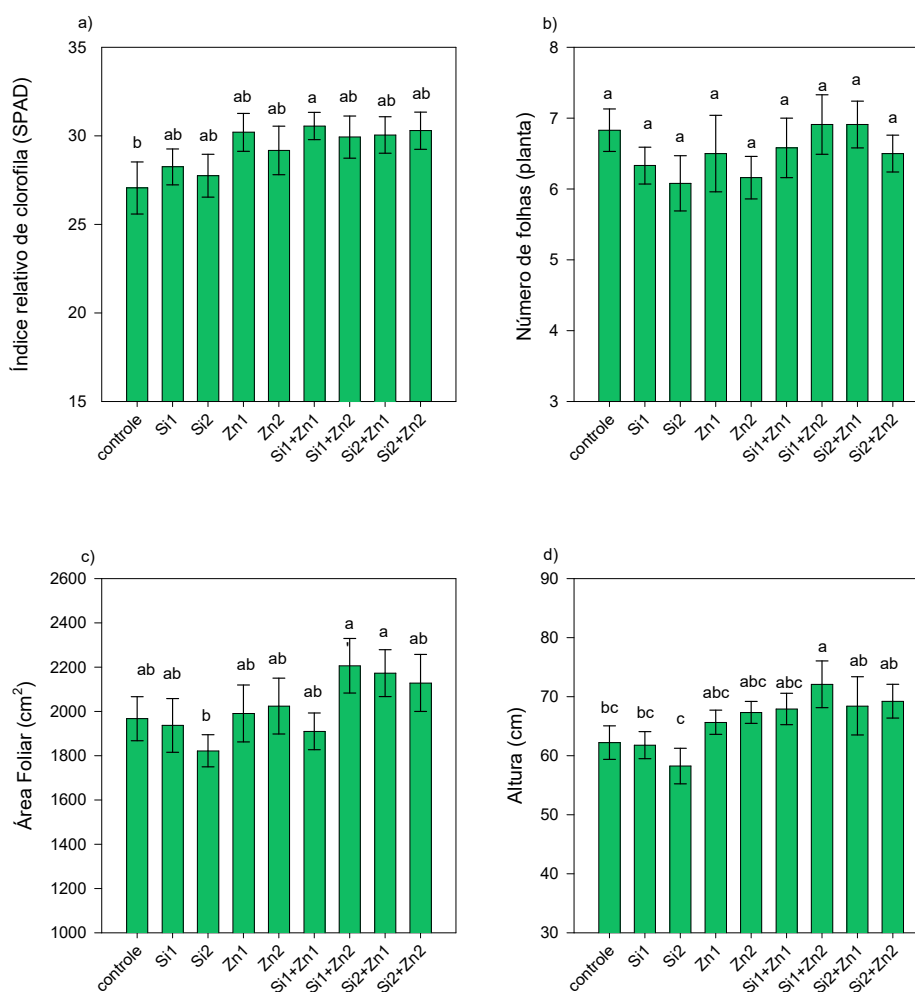 a)
Índice relativo de clorofila (SPAD)
35
30
25
20
15
b ab ab ab ab a ab ab ab
controle Si1 Si2 Zn1 Zn2 Si1+Zn1 Si1+Zn2 Si2+Zn1 Si2+Zn2
b)
Número de folhas (planta)
8
7
6
5
4
3
a a a a a a a a a
controle Si1 Si2 Zn1 Zn2 Si1+Zn1 Si1+Zn2 Si2+Zn1 Si2+Zn2
c)
Área Foliar (cm²)
2600
2400
2200
2000
1800
1600
1400
1200
1000
ab ab b ab ab ab a a ab
controle Si1 Si2 Zn1 Zn2 Si1+Zn1 Si1+Zn2 Si2+Zn1 Si2+Zn2
d)
Altura (cm)
90
80
70
60
50
40
30
bc bc c abc abc abc a ab ab
controle Si1 Si2 Zn1 Zn2 Si1+Zn1 Si1+Zn2 Si2+Zn1 Si2+Zn2